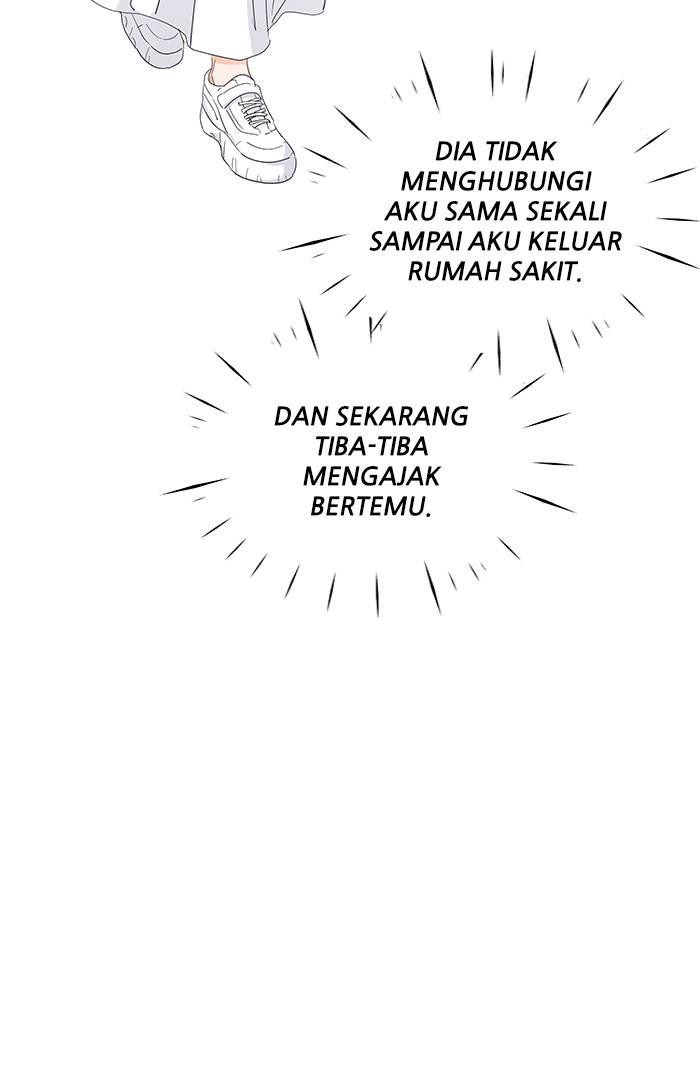 DIA TIDAK
MENGHUBUNGI
AKU SAMA SEKALI
SAMPAI AKU KELUAR
RUMAH SAKIT.
DAN SEKARANG
TIBA-TIBA
MENGAJAK
BERTEMU.